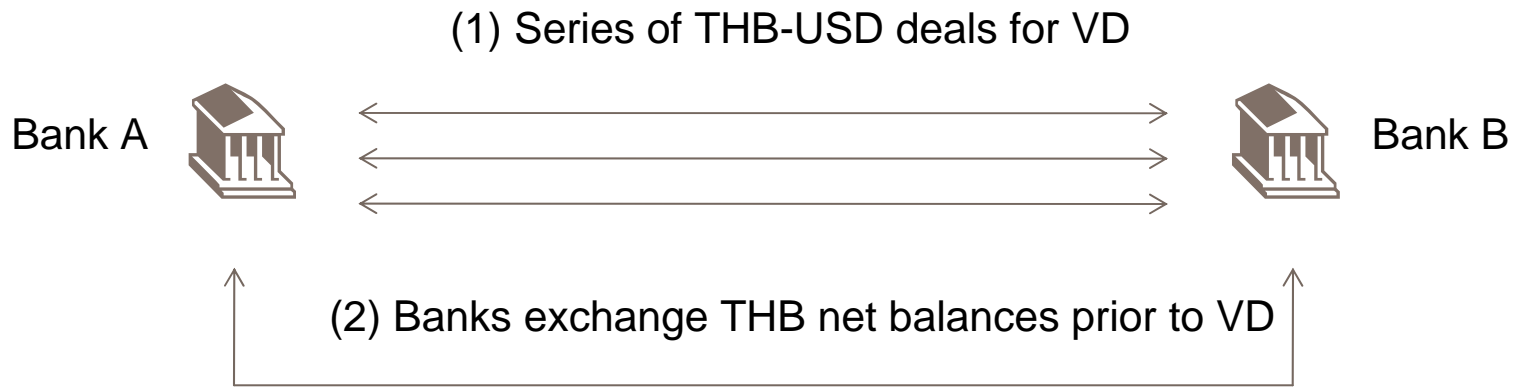 (1) Series of THB-USD deals for VD
Bank A
Bank B
(2) Banks exchange THB net balances prior to VD